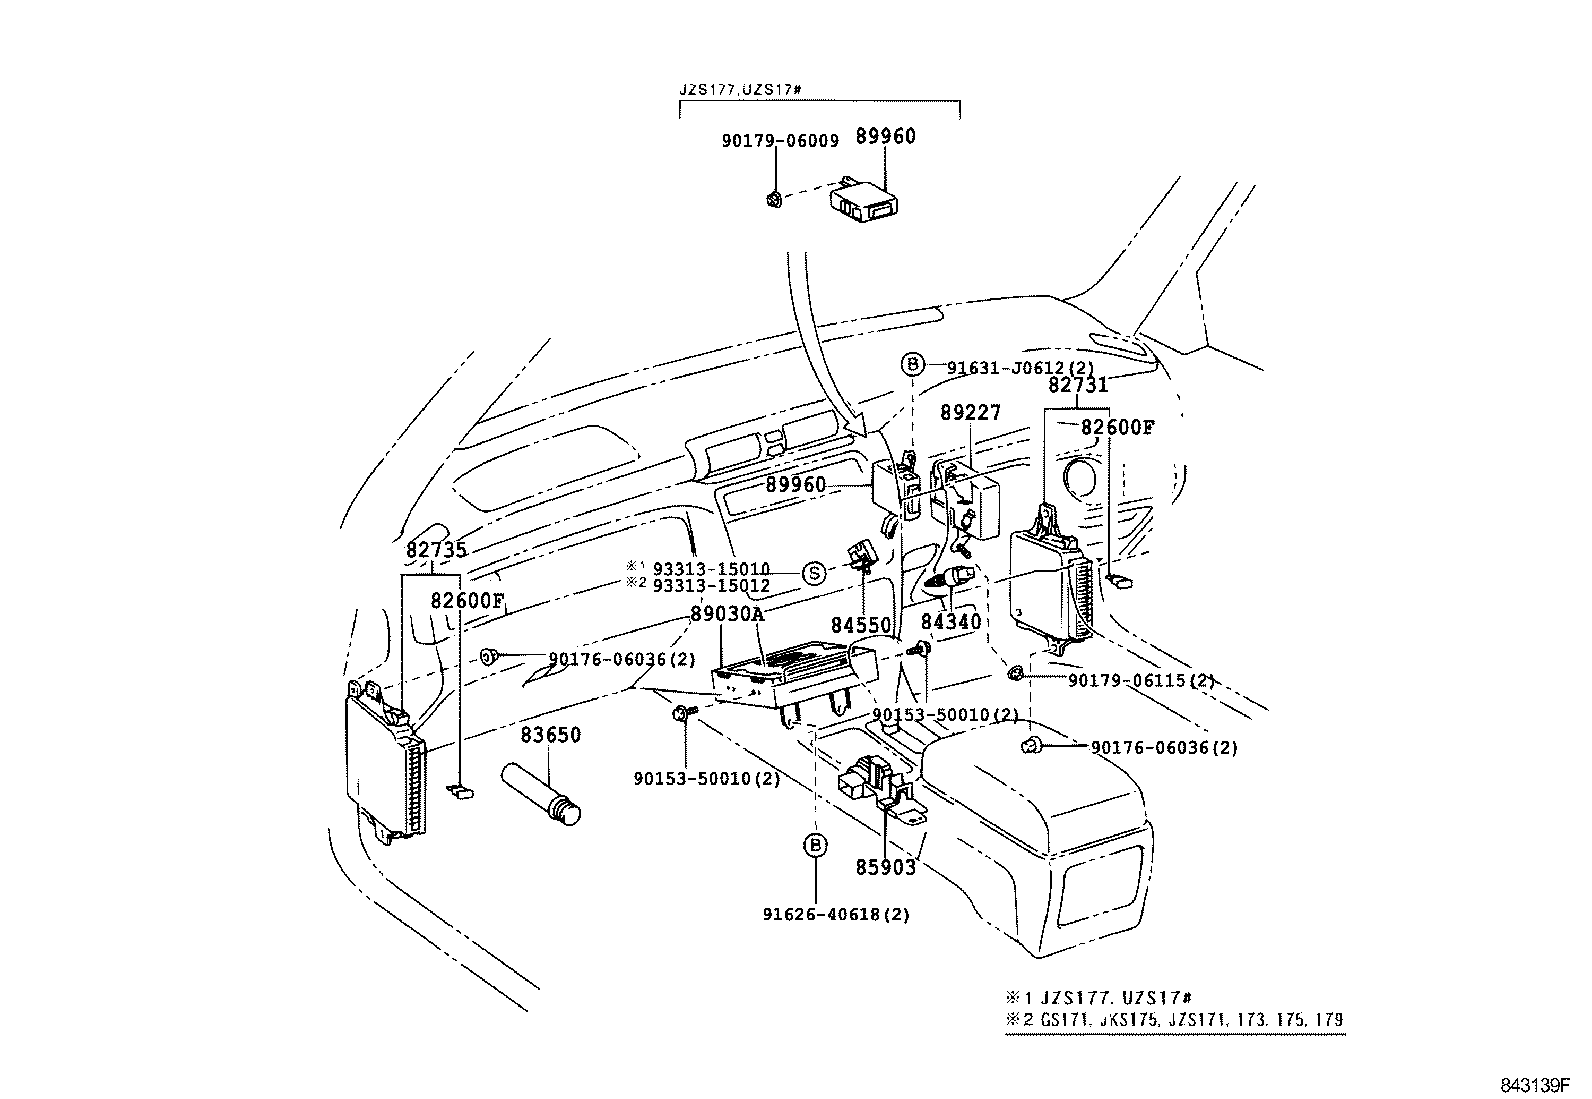 JZS177,UZS17#
90179-06009 89960
B 91631-J0612(2)
82731
89227
82600F
89960
82735
※1 93313-15010 S
※2 93313-15012
82600F
89030A
84550
84340
3
90176-06036(2)
90179-06115(2)
90153-50010(2)
83650
90176-06036(2)
90153-50010(2)
B
85903
91626-40618(2)
※1 JZS177. UZS17#
※2 GS171, JKS175, JZS171, 173. 175, 179
843139F